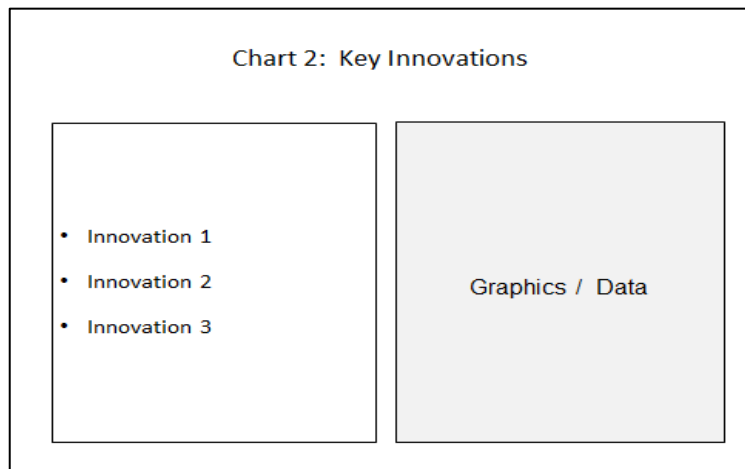 Chart 2:  Key Innovations
• Innovation 1
• Innovation 2
• Innovation 3
Graphics /  Data